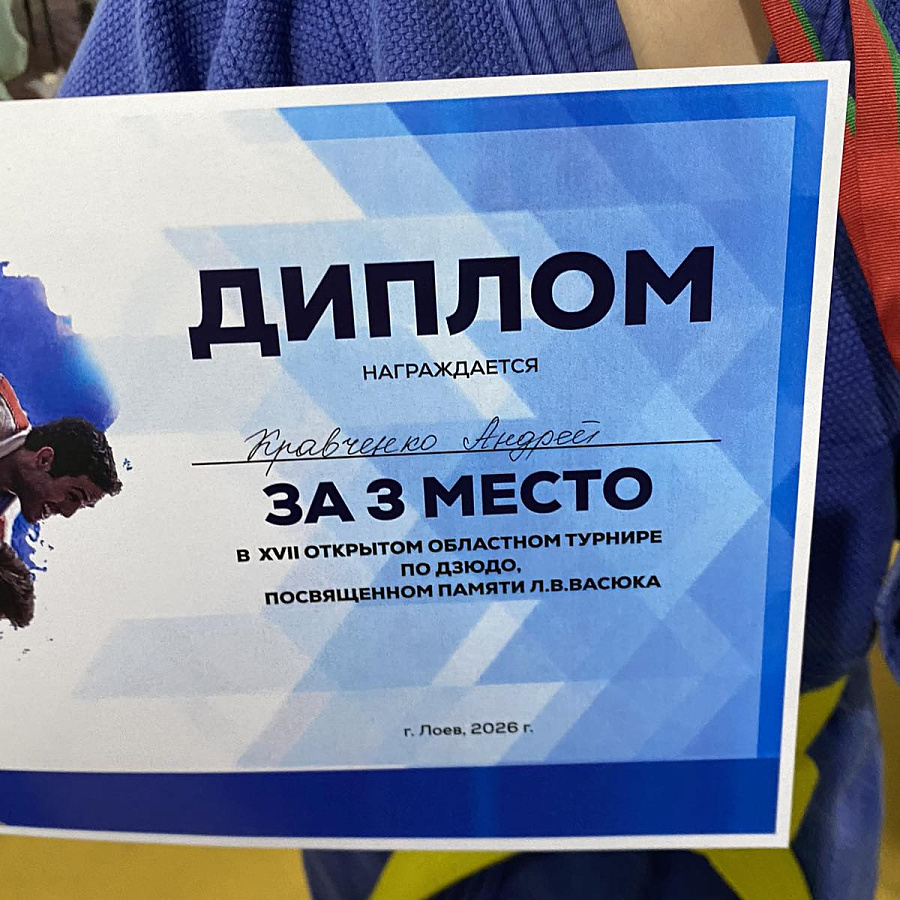 ДИПЛОМ
НАГРАЖДАЕТСЯ
Кравченко Андрей
ЗА 3 МЕСТО
В XVII ОТКРЫТОМ ОБЛАСТНОМ ТУРНИРЕ
ПО ДЗЮДО,
ПОСВЯЩЕННОМ ПАМЯТИ Л.В.ВАСЮКА
г. Лоев, 2026 г.